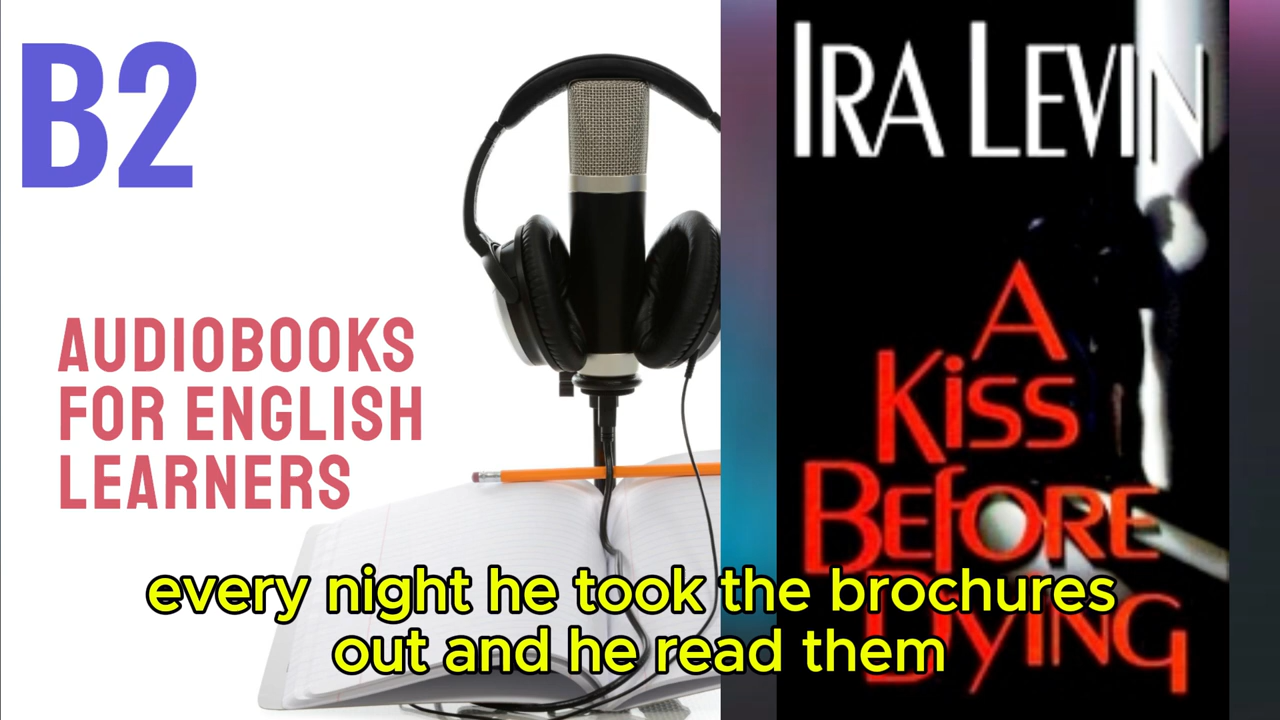 B2
AUDIOBOOKS
FOR ENGLISH
LEARNERS
IRA LEVIN
A
KISS
BEFORE
DYING
every night he took the brochures
out and he read them